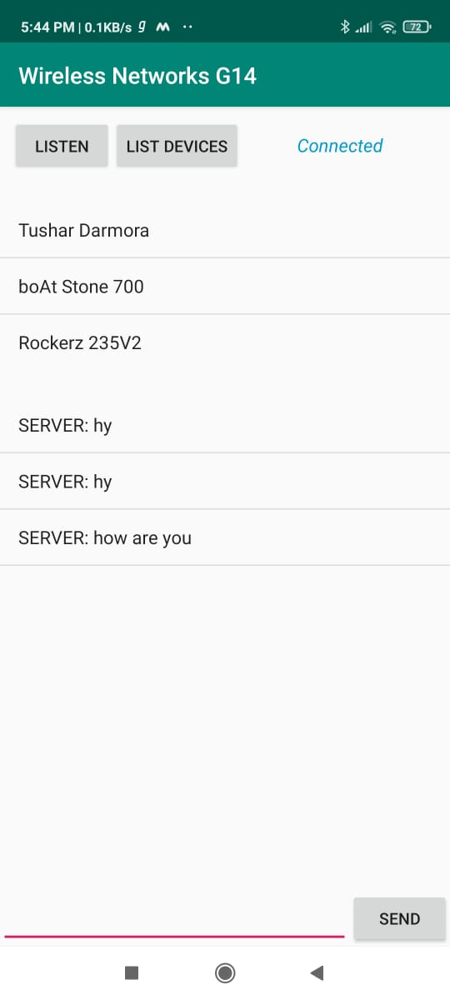 5:44 PM | 0.1KB/s g M ..
72
Wireless Networks G14
LISTEN LIST DEVICES Connected
Tushar Darmora
boAt Stone 700
Rockerz 235V2
SERVER: hy
SERVER: hy
SERVER: how are you
SEND